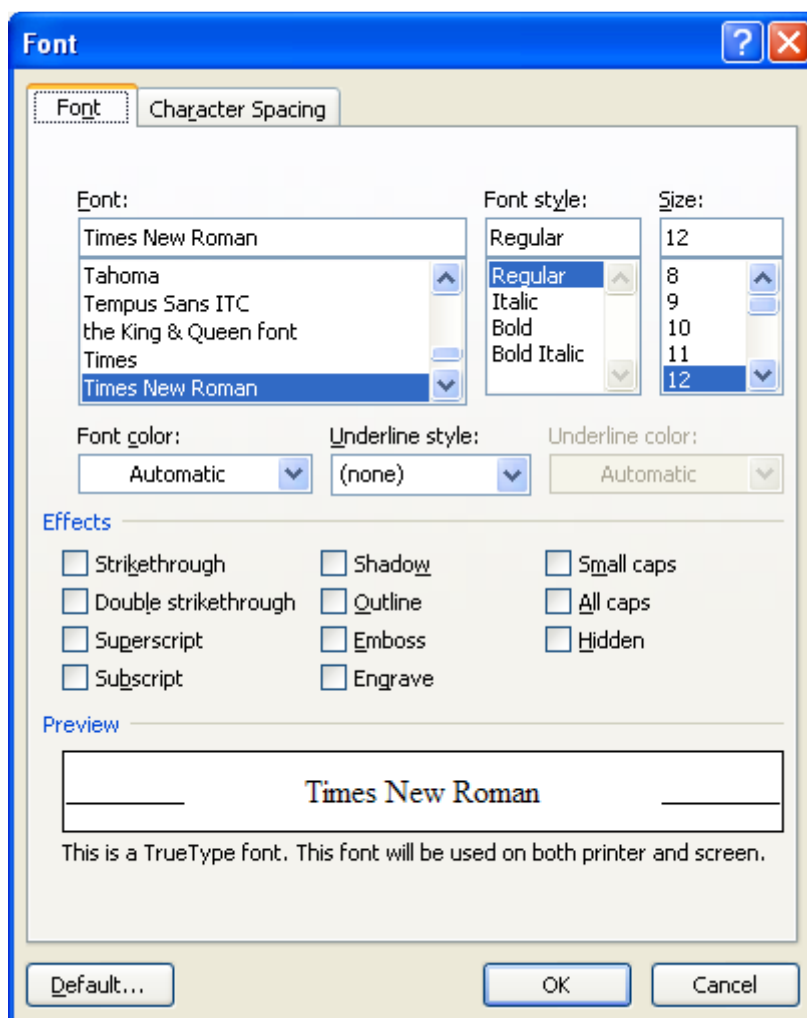 Font
Font Character Spacing
Font: Font style: Size:
Times New Roman Regular 12
Tahoma Regular 8
Tempus Sans ITC Italic 9
the King & Queen font Bold 10
Times Bold Italic 11
Times New Roman 12
Font color: Underline style: Underline color:
Automatic (none) Automatic
Effects
Strikethrough Shadow Small caps
Double strikethrough Outline All caps
Superscript Emboss Hidden
Subscript Engrave
Preview
Times New Roman
This is a TrueType font. This font will be used on both printer and screen.
Default... OK Cancel